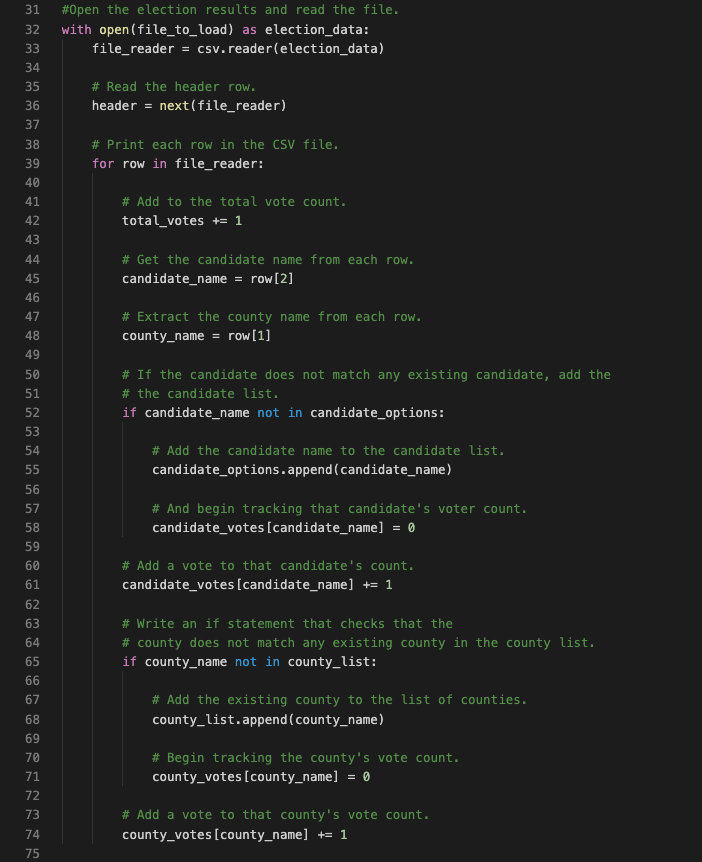 31 #Open the election results and read the file.
32 with open(file_to_load) as election_data:
33     file_reader = csv.reader(election_data)
34
35     # Read the header row.
36     header = next(file_reader)
37
38     # Print each row in the CSV file.
39     for row in file_reader:
40
41         # Add to the total vote count.
42         total_votes += 1
43
44         # Get the candidate name from each row.
45         candidate_name = row[2]
46
47         # Extract the county name from each row.
48         county_name = row[1]
49
50         # If the candidate does not match any existing candidate, add the
51         # the candidate list.
52         if candidate_name not in candidate_options:
53
54             # Add the candidate name to the candidate list.
55             candidate_options.append(candidate_name)
56
57             # And begin tracking that candidate's voter count.
58             candidate_votes[candidate_name] = 0
59
60         # Add a vote to that candidate's count.
61         candidate_votes[candidate_name] += 1
62
63         # Write an if statement that checks that the
64         # county does not match any existing county in the county list.
65         if county_name not in county_list:
66
67             # Add the existing county to the list of counties.
68             county_list.append(county_name)
69
70             # Begin tracking the county's vote count.
71             county_votes[county_name] = 0
72
73         # Add a vote to that county's vote count.
74         county_votes[county_name] += 1
75